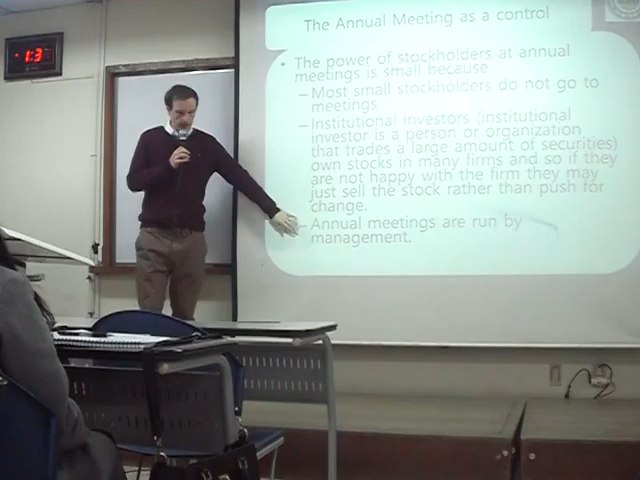 1:3
The Annual Meeting as a control
• The power of stockholders at annual
meetings is small because
– Most small stockholders do not go to
meetings
– Institutional investors (institutional
investor is a person or organization
that trades a large amount of securities)
own stocks in many firms and so if they
are not happy with the firm they may
just sell the stock rather than push for
change.
– Annual meetings are run by
management.